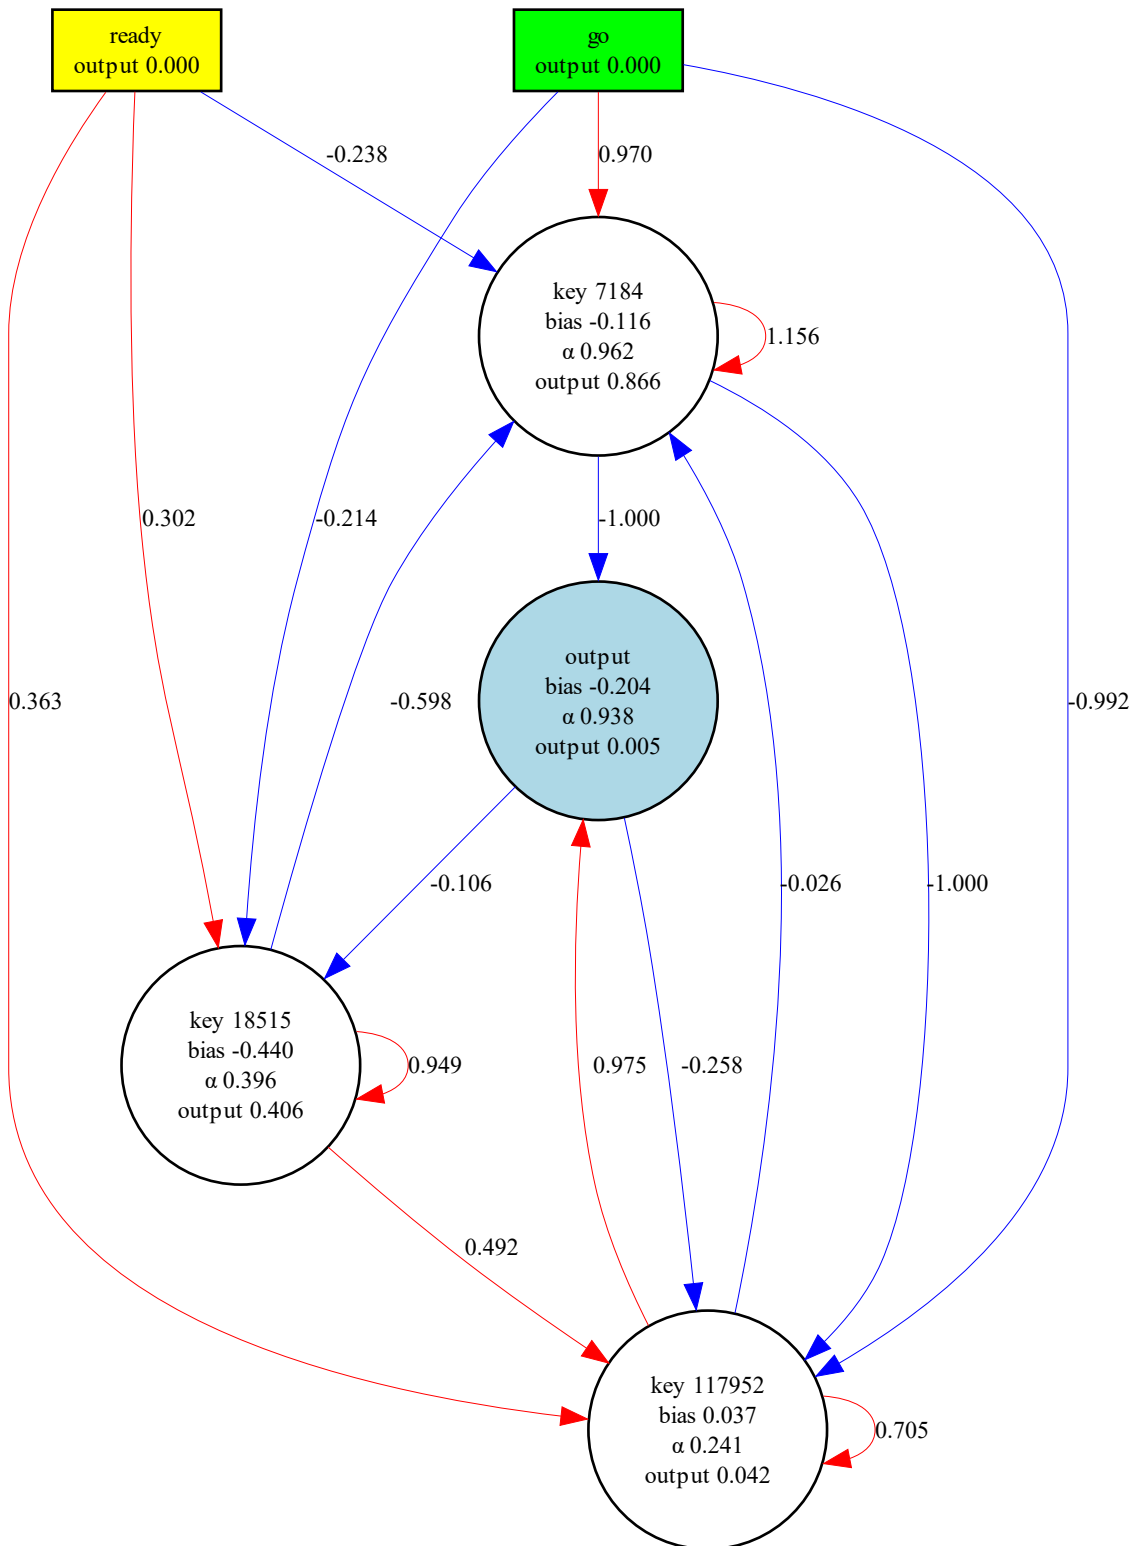 ready
output 0.000
go
output 0.000
-0.238
0.970
key 7184
bias -0.116
α 0.962
output 0.866
1.156
0.302
-0.214
-1.000
output
bias -0.204
α 0.938
output 0.005
0.363
-0.598
-0.992
-0.106
-0.026
-1.000
key 18515
bias -0.440
α 0.396
output 0.406
0.949
0.975
-0.258
0.492
key 117952
bias 0.037
α 0.241
output 0.042
0.705